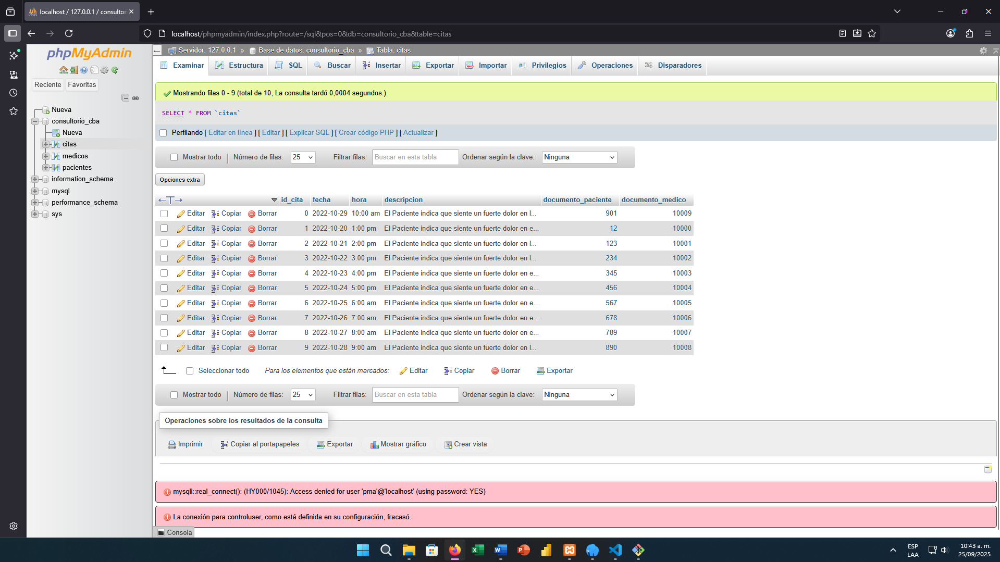 localhost / 127.0.0.1 / consultor
localhost/phpmyadmin/index.php?route=/sql&pos=0&db=consultorio_cba&table=citas
phpMyAdmin
Reciente Favoritas
Nueva
consultorio_cba
Nueva
citas
medicos
pacientes
information_schema
mysql
performance_schema
sys
Servidor: 127.0.0.1 » Base de datos: consultorio_cba » Tabla: citas
Examinar Estructura SQL Buscar Insertar Exportar Importar Privilegios Operaciones Disparadores
Mostrando filas 0 - 9 (total de 10, La consulta tardó 0,0004 segundos.)
SELECT * FROM `citas`
Perfilando [ Editar en línea ] [ Editar ] [ Explicar SQL ] [ Crear código PHP ] [ Actualizar ]
Mostrar todo | Número de filas: 25 Filtrar filas: Buscar en esta tabla Ordenar según la clave: Ninguna
Opciones extra
id_cita fecha hora descripcion documento_paciente documento_medico
Editar Copiar Borrar 0 2022-10-29 10:00 am El Paciente indica que siente un fuerte dolor en l... 901 10009
Editar Copiar Borrar 1 2022-10-20 1:00 pm El Paciente indica que siente un fuerte dolor en e... 12 10000
Editar Copiar Borrar 2 2022-10-21 2:00 pm El Paciente indica que siente un fuerte dolor en l... 123 10001
Editar Copiar Borrar 3 2022-10-22 3:00 pm El Paciente indica que siente un fuerte dolor en l... 234 10002
Editar Copiar Borrar 4 2022-10-23 4:00 pm El Paciente indica que siente un fuerte dolor en e... 345 10003
Editar Copiar Borrar 5 2022-10-24 5:00 pm El Paciente indica que siente un fuerte dolor en e... 456 10004
Editar Copiar Borrar 6 2022-10-25 6:00 am El Paciente indica que siente un fuerte dolor en e... 567 10005
Editar Copiar Borrar 7 2022-10-26 7:00 am El Paciente indica que siente un fuerte dolor en e... 678 10006
Editar Copiar Borrar 8 2022-10-27 8:00 am El Paciente indica que siente un fuerte dolor en e... 789 10007
Editar Copiar Borrar 9 2022-10-28 9:00 am El Paciente indica que siente un fuerte dolor en l... 890 10008
Seleccionar todo Para los elementos que están marcados: Editar Copiar Borrar Exportar
Mostrar todo | Número de filas: 25 Filtrar filas: Buscar en esta tabla Ordenar según la clave: Ninguna
Operaciones sobre los resultados de la consulta
Imprimir Copiar al portapapeles Exportar Mostrar gráfico Crear vista
mysqli::real_connect(): (HY000/1045): Access denied for user 'pma'@'localhost' (using password: YES)
La conexión para controluser, como está definida en su configuración, fracasó.
Consola
ESP
LAA
10:43 a. m.
25/09/2025